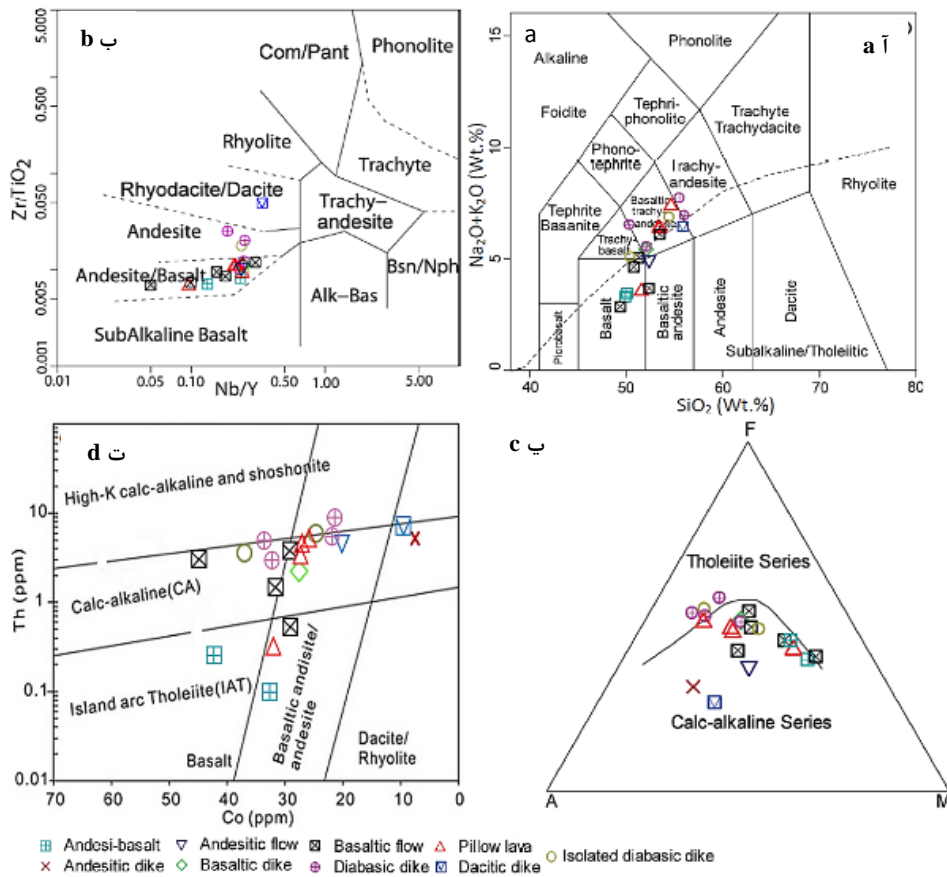 b ب
5.000
0.500
0.050
0.005
0.001
Zr/TiO2
Com/Pant
Phonolite
Rhyolite
Trachyte
Rhyodacite/Dacite
Trachy-
andesite
Andesite
Andesite/Basalt
Bsn/Nph
Alk–Bas
SubAlkaline Basalt
0.01
0.05
0.10
0.50
1.00
5.00
Nb/Y
a
a آ
15
10
5
0
Na2O+K2O (Wt.%)
Alkaline
Phonolite
Foidite
Tephri-
phonolite
Trachyte
Trachydacite
Phono-
tephrite
Trachy-
andesite
Rhyolite
Tephrite
Basanite
Basaltic
trachy
Trachy-
basalt
Picrobasalt
Basalt
Basaltic
andesite
Andesite
Dacite
Subalkaline/Tholeiitic
40
50
60
70
80
SiO2 (Wt.%)
d ت
10
1
0.1
0.01
Th (ppm)
High-K calc-alkaline and shoshonite
Calc-alkaline(CA)
Island arc Tholeiite(IAT)
Basalt
Basaltic andisite/
andesite
Dacite/
Rhyolite
70
60
50
40
30
20
10
0
Co (ppm)
c پ
F
Tholeiite Series
Calc-alkaline Series
A
M
Andesi-basalt
Andesitic flow
Basaltic flow
Pillow lava
Isolated diabasic dike
Andesitic dike
Basaltic dike
Diabasic dike
Dacitic dike